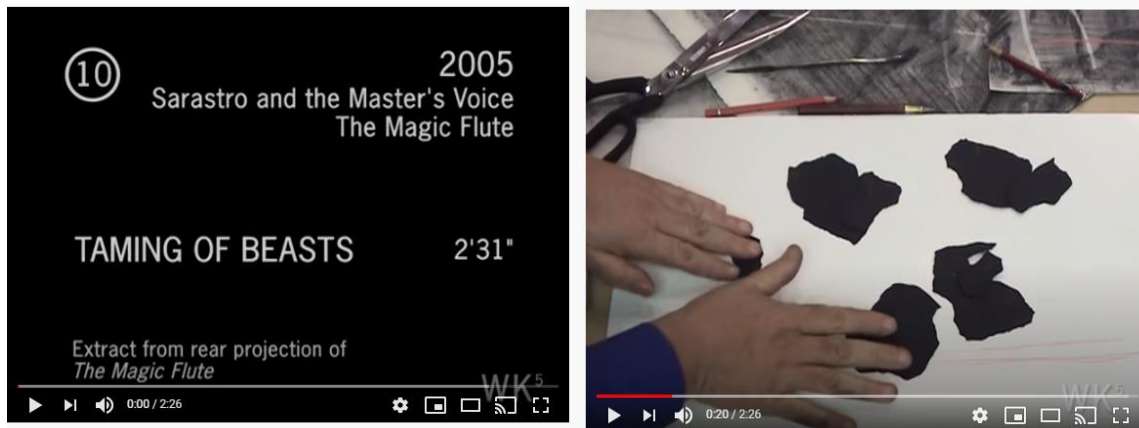 10
2005
Sarastro and the Master's Voice
The Magic Flute
TAMING OF BEASTS 2'31"
Extract from rear projection of
The Magic Flute
WK5
0:00 / 2:26
WK5
0:20 / 2:26